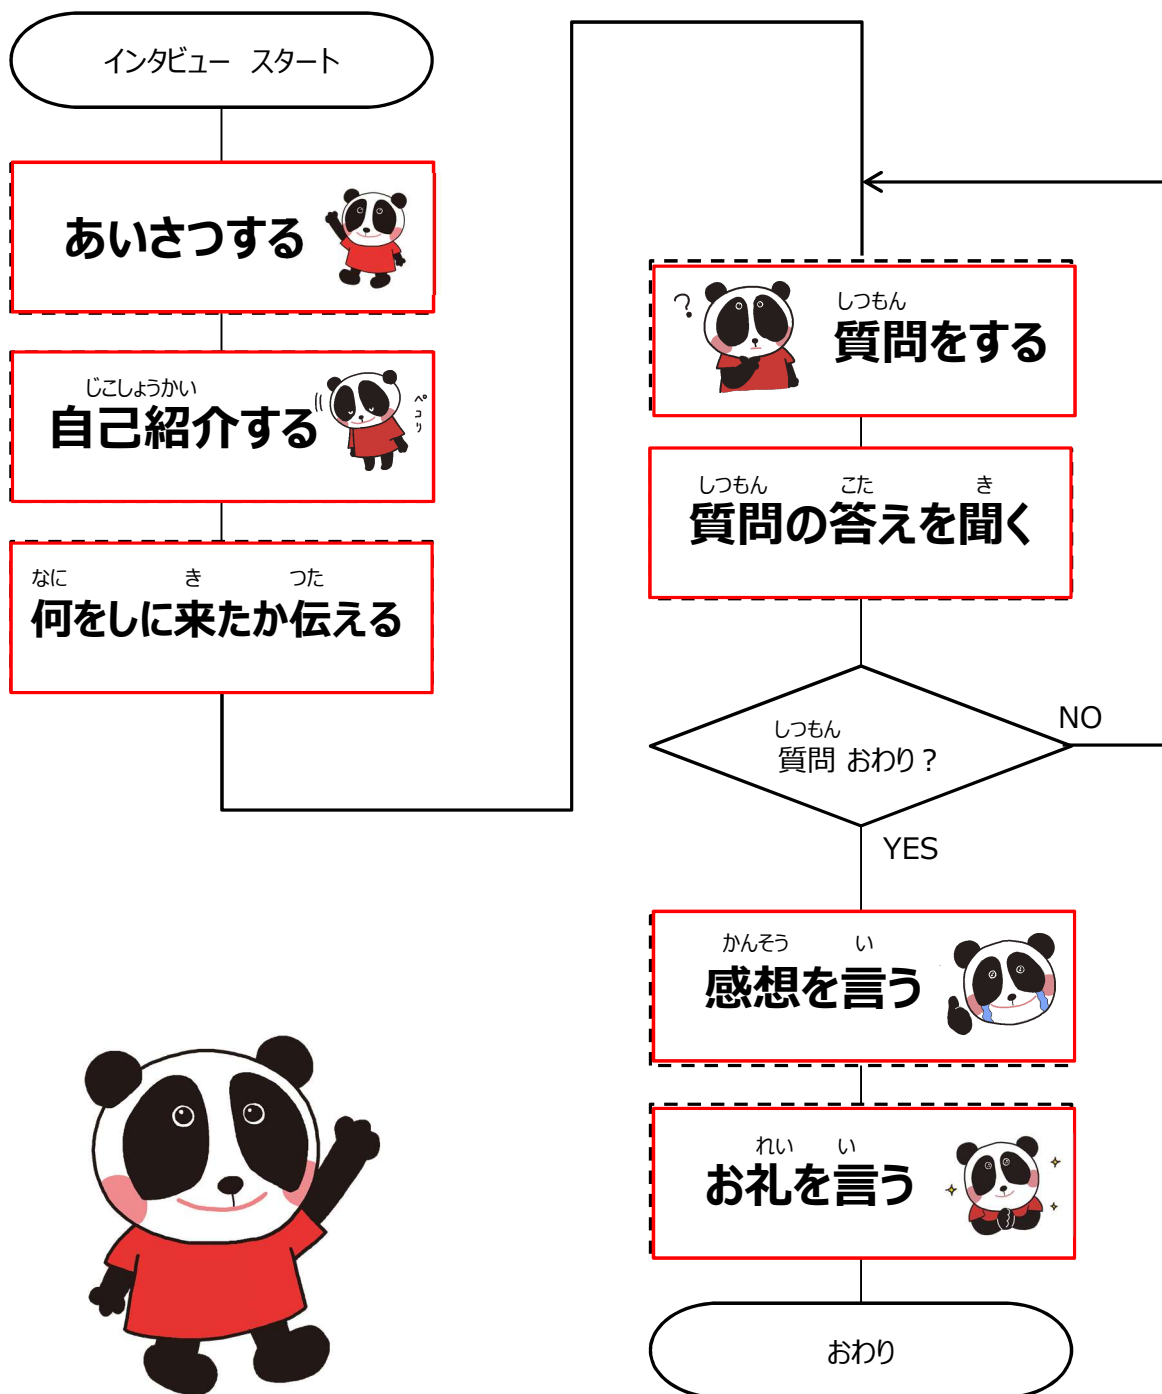 インタビュー　スタート
あいさつする
じこしょうかい
自己紹介する
ペコリ
なに き つた
何をしに来たか伝える
?
しつもん
質問をする
しつもん こた き
質問の答えを聞く
しつもん
質問 おわり？
NO
YES
かんそう い
感想を言う
れい い
お礼を言う
おわり